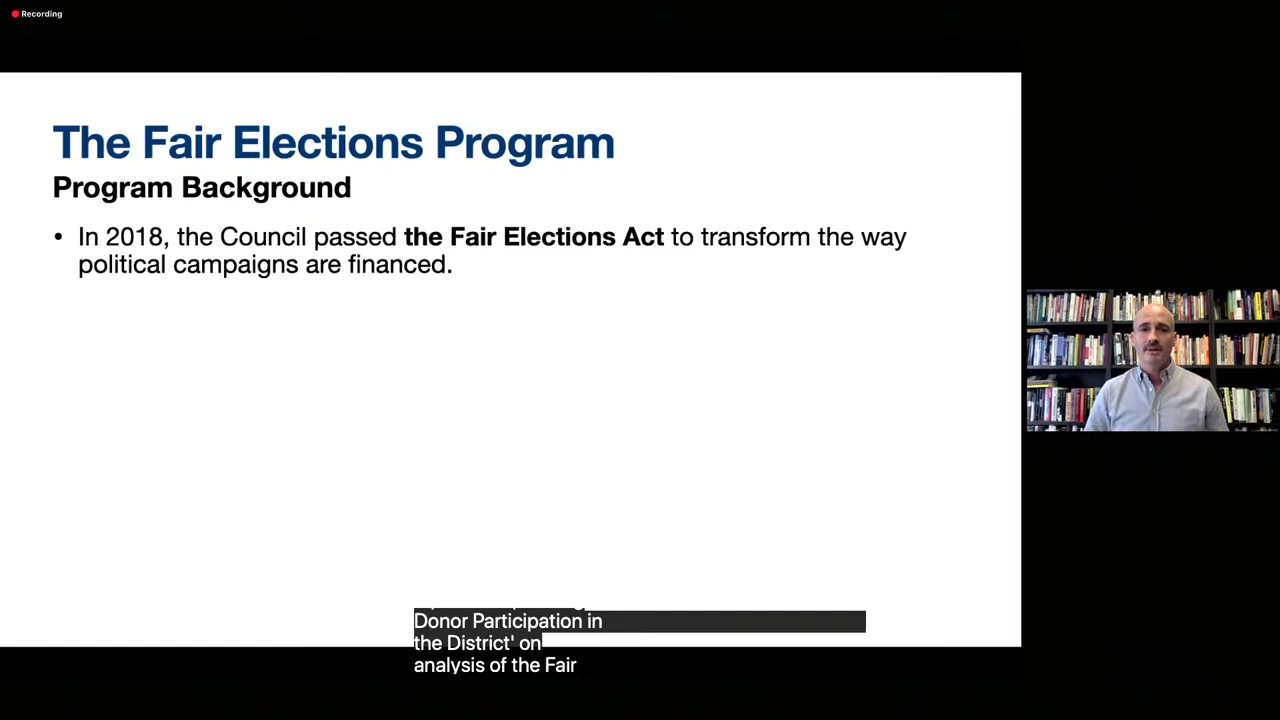 Recording
The Fair Elections Program
Program Background
• In 2018, the Council passed the Fair Elections Act to transform the way
political campaigns are financed.
Donor Participation in
the District' on
analysis of the Fair